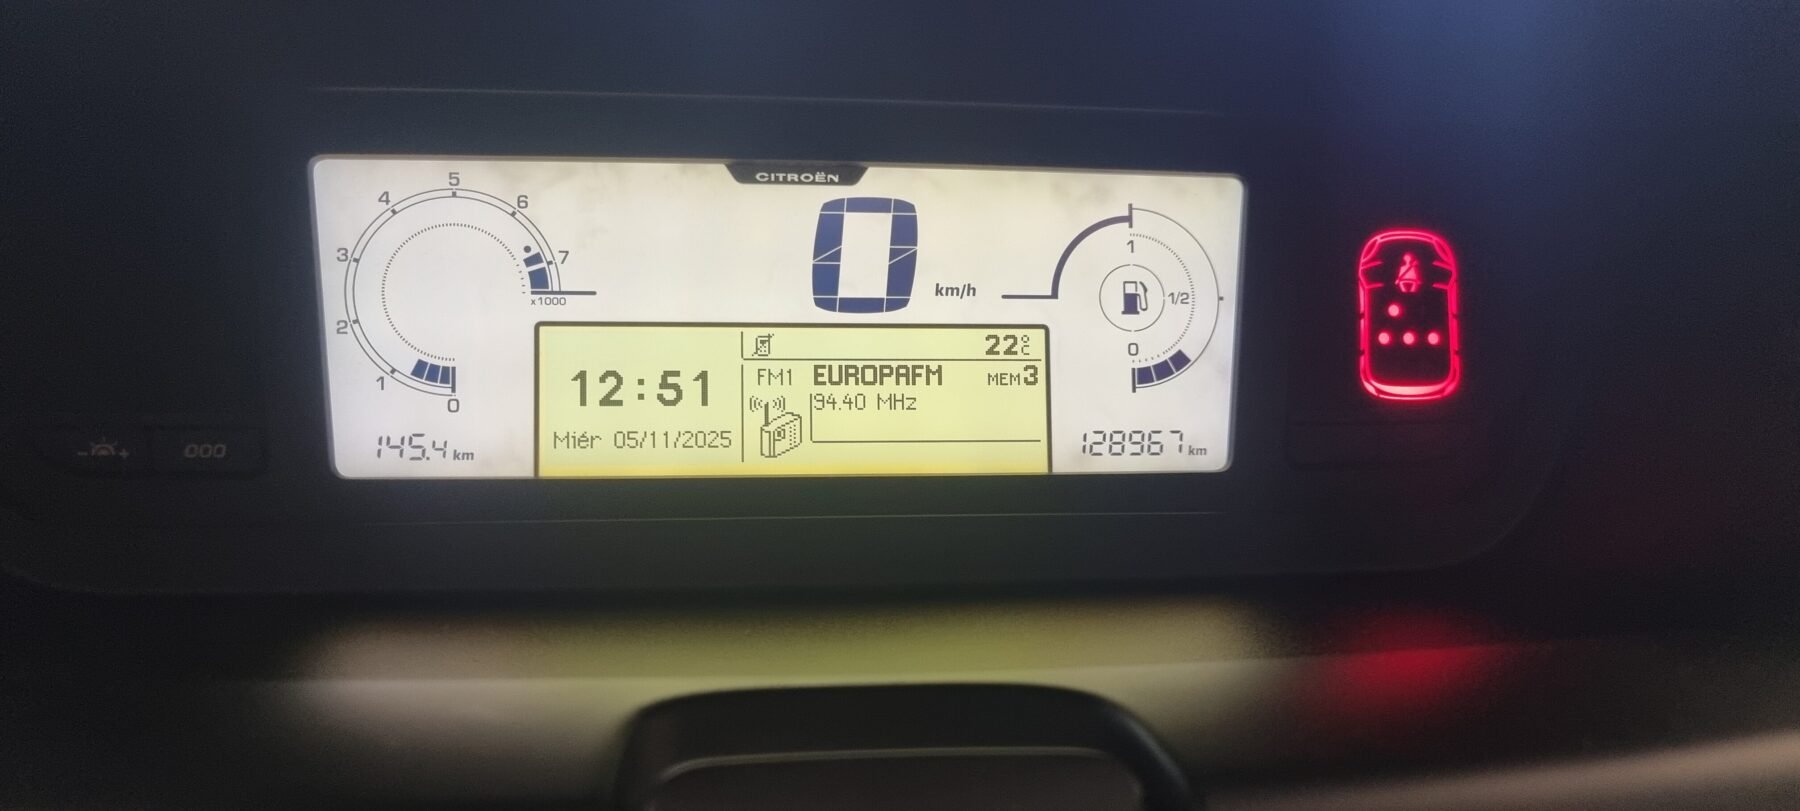 CITROËN
5
4
6
3
7
x1000
2
1
0
145.4 km
0
km/h
12:51
Miér 05/11/2025
22°C
FM1 EUROPAFM MEM3
94.40 MHz
1
1/2
0
128967 km
- +
000